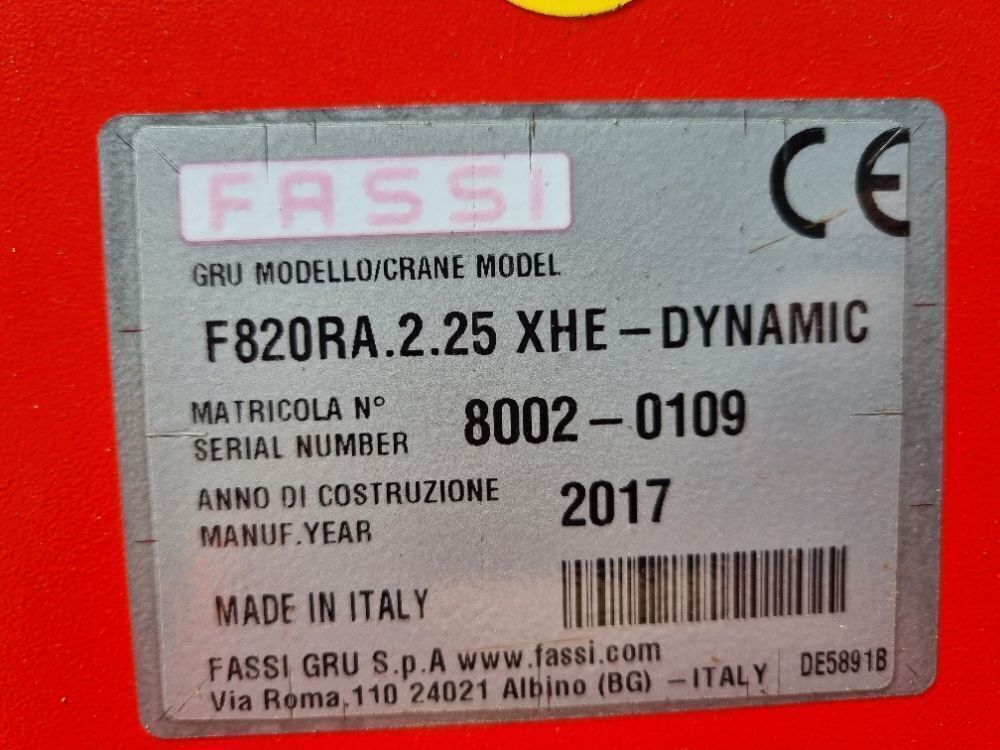 FASSI
CE
GRU MODELLO/CRANE MODEL
F820RA.2.25 XHE-DYNAMIC
MATRICOLA N°
SERIAL NUMBER
8002-0109
ANNO DI COSTRUZIONE
MANUF.YEAR
2017
MADE IN ITALY
FASSI GRU S.p.A www.fassi.com
Via Roma,110 24021 Albino (BG) -ITALY
DE5891B